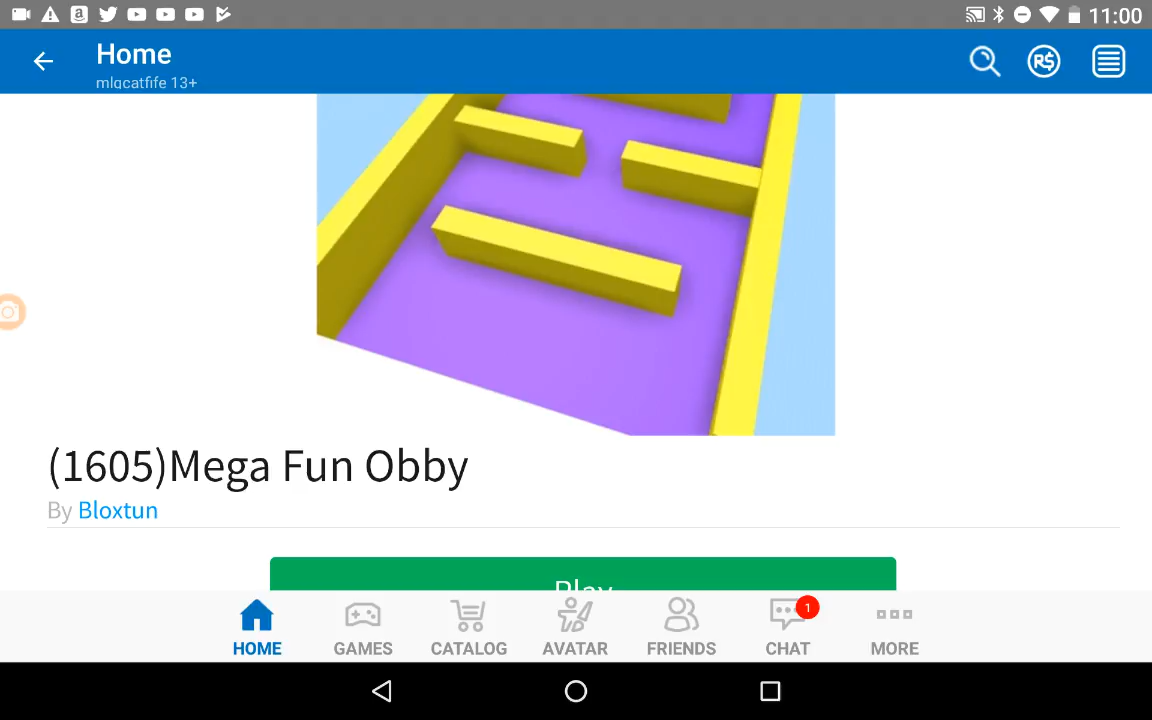 11:00
Home
mlgcatfife 13+
R$
(1605)Mega Fun Obby
By Bloxtun
Play
HOME GAMES CATALOG AVATAR FRIENDS CHAT 1 MORE